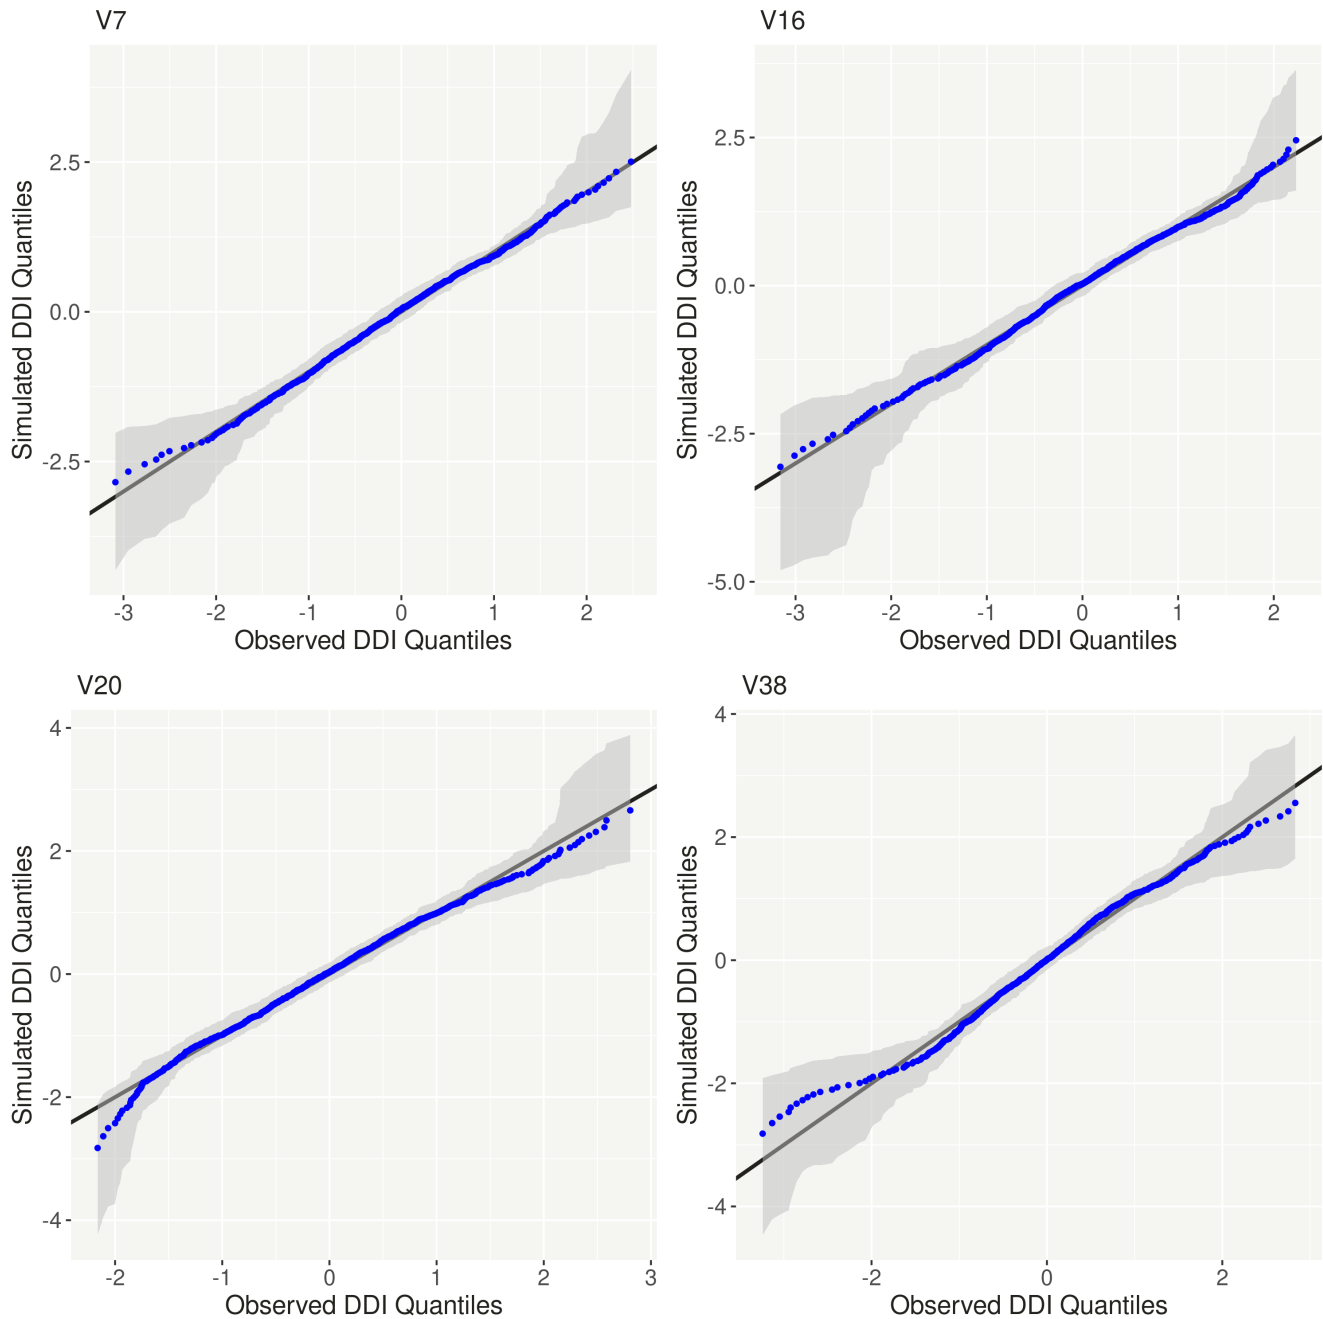 V7
Simulated DDI Quantiles
2.5
0.0
-2.5
-3 -2 -1 0 1 2
Observed DDI Quantiles
V16
Simulated DDI Quantiles
2.5
0.0
-2.5
-5.0
-3 -2 -1 0 1 2
Observed DDI Quantiles
V20
Simulated DDI Quantiles
4
2
0
-2
-4
-2 -1 0 1 2 3
Observed DDI Quantiles
V38
Simulated DDI Quantiles
4
2
0
-2
-4
-2 0 2
Observed DDI Quantiles